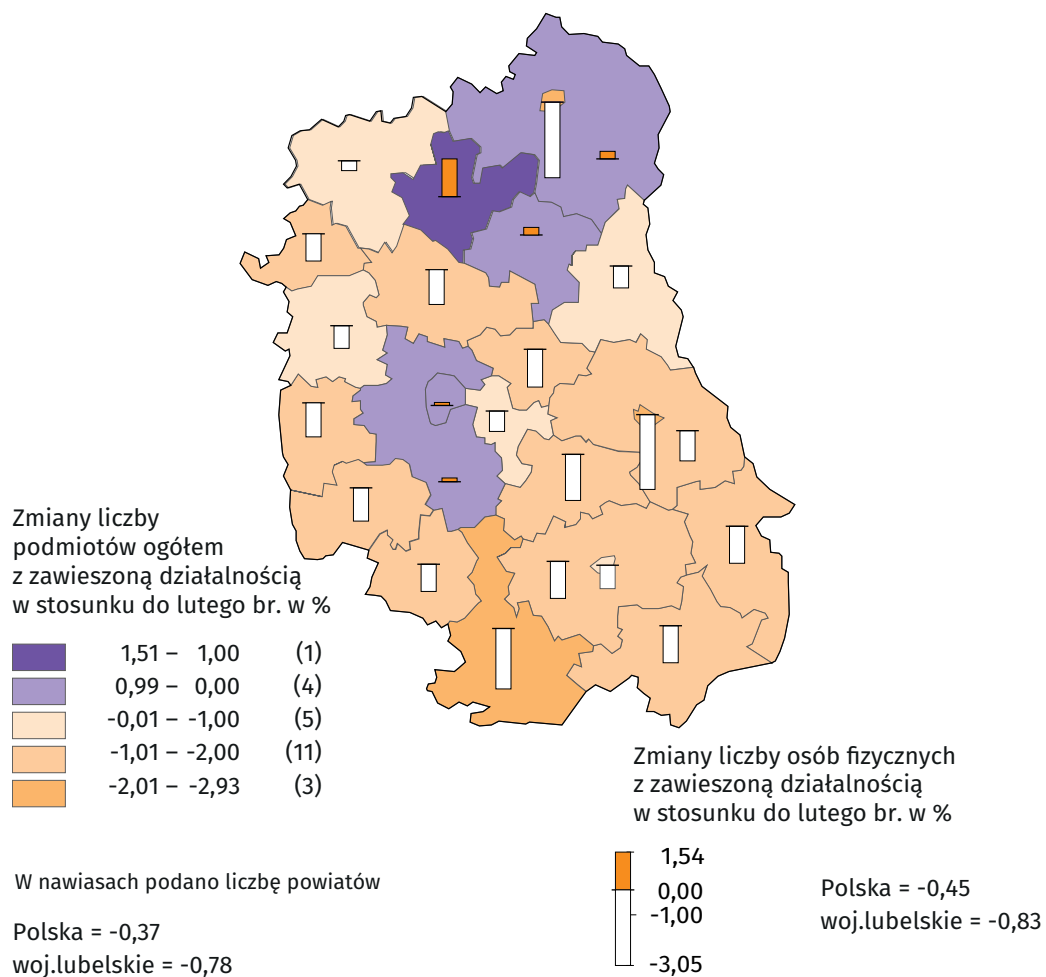 Zmiany liczby
podmiotów ogółem
z zawieszoną działalnością
w stosunku do lutego br. w %
1,51 – 1,00 (1)
0,99 – 0,00 (4)
-0,01 – -1,00 (5)
-1,01 – -2,00 (11)
-2,01 – -2,93 (3)
W nawiasach podano liczbę powiatów
Polska = -0,37
woj.lubelskie = -0,78
Zmiany liczby osób fizycznych
z zawieszoną działalnością
w stosunku do lutego br. w %
1,54
0,00
-1,00
-3,05
Polska = -0,45
woj.lubelskie = -0,83